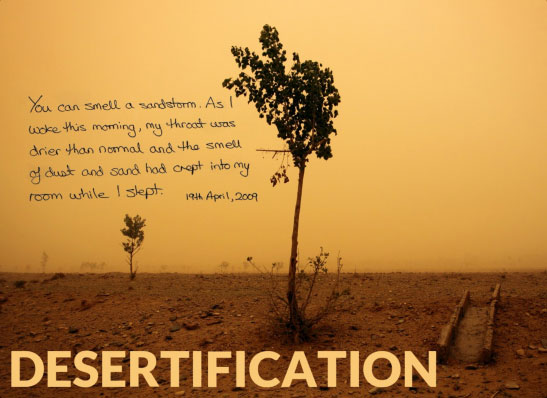 You can smell a sandstorm. As I
woke this morning, my throat was
drier than normal and the smell
of dust and sand had crept into my
room while I slept.
19th April, 2009
DESERTIFICATION